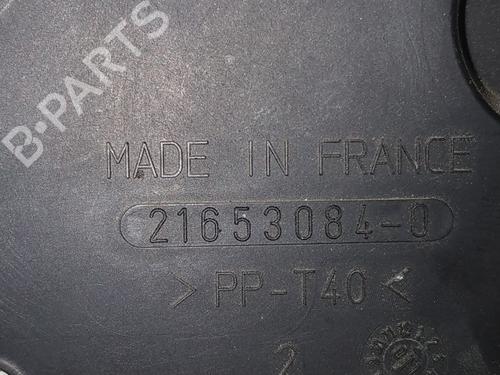 B-PARTS
MADE IN FRANCE
21653084-0
> PP-T40 <
2